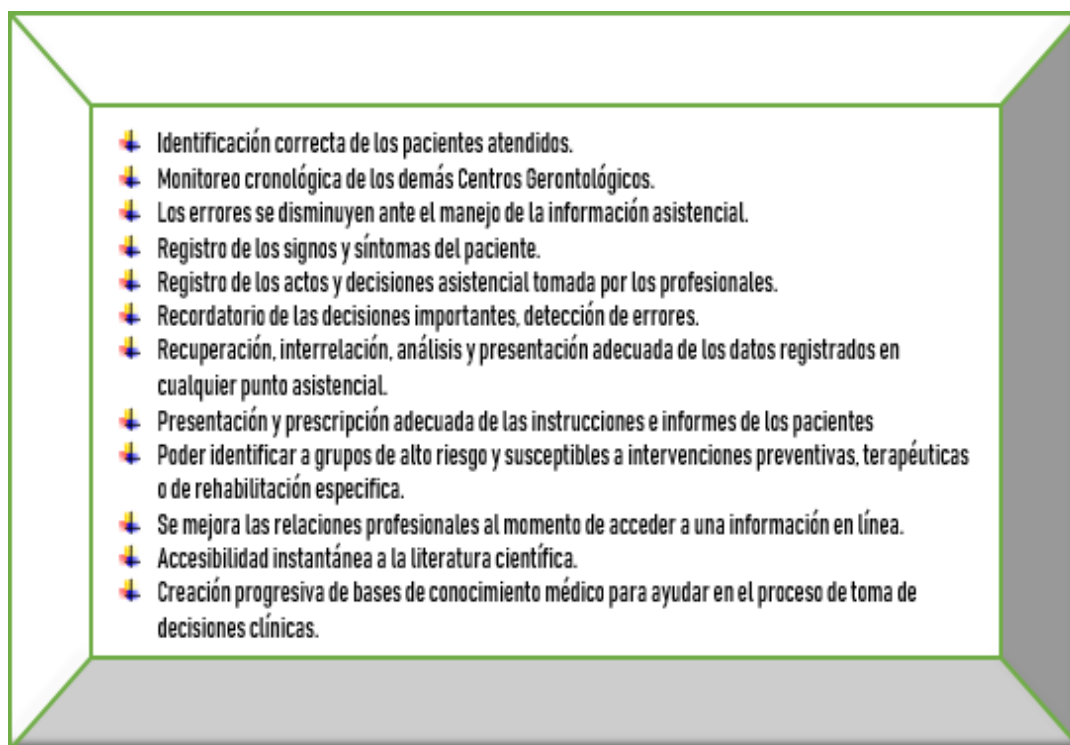 Identificación correcta de los pacientes atendidos.
Monitoreo cronológica de los demás Centros Gerontológicos.
Los errores se disminuyen ante el manejo de la información asistencial.
Registro de los signos y síntomas del paciente.
Registro de los actos y decisiones asistencial tomada por los profesionales.
Recordatorio de las decisiones importantes, detección de errores.
Recuperación, interrelación, análisis y presentación adecuada de los datos registrados en
cualquier punto asistencial.
Presentación y prescripción adecuada de las instrucciones e informes de los pacientes
Poder identificar a grupos de alto riesgo y susceptibles a intervenciones preventivas, terapéuticas
o de rehabilitación especifica.
Se mejora las relaciones profesionales al momento de acceder a una información en línea.
Accesibilidad instantánea a la literatura científica.
Creación progresiva de bases de conocimiento médico para ayudar en el proceso de toma de
decisiones clínicas.